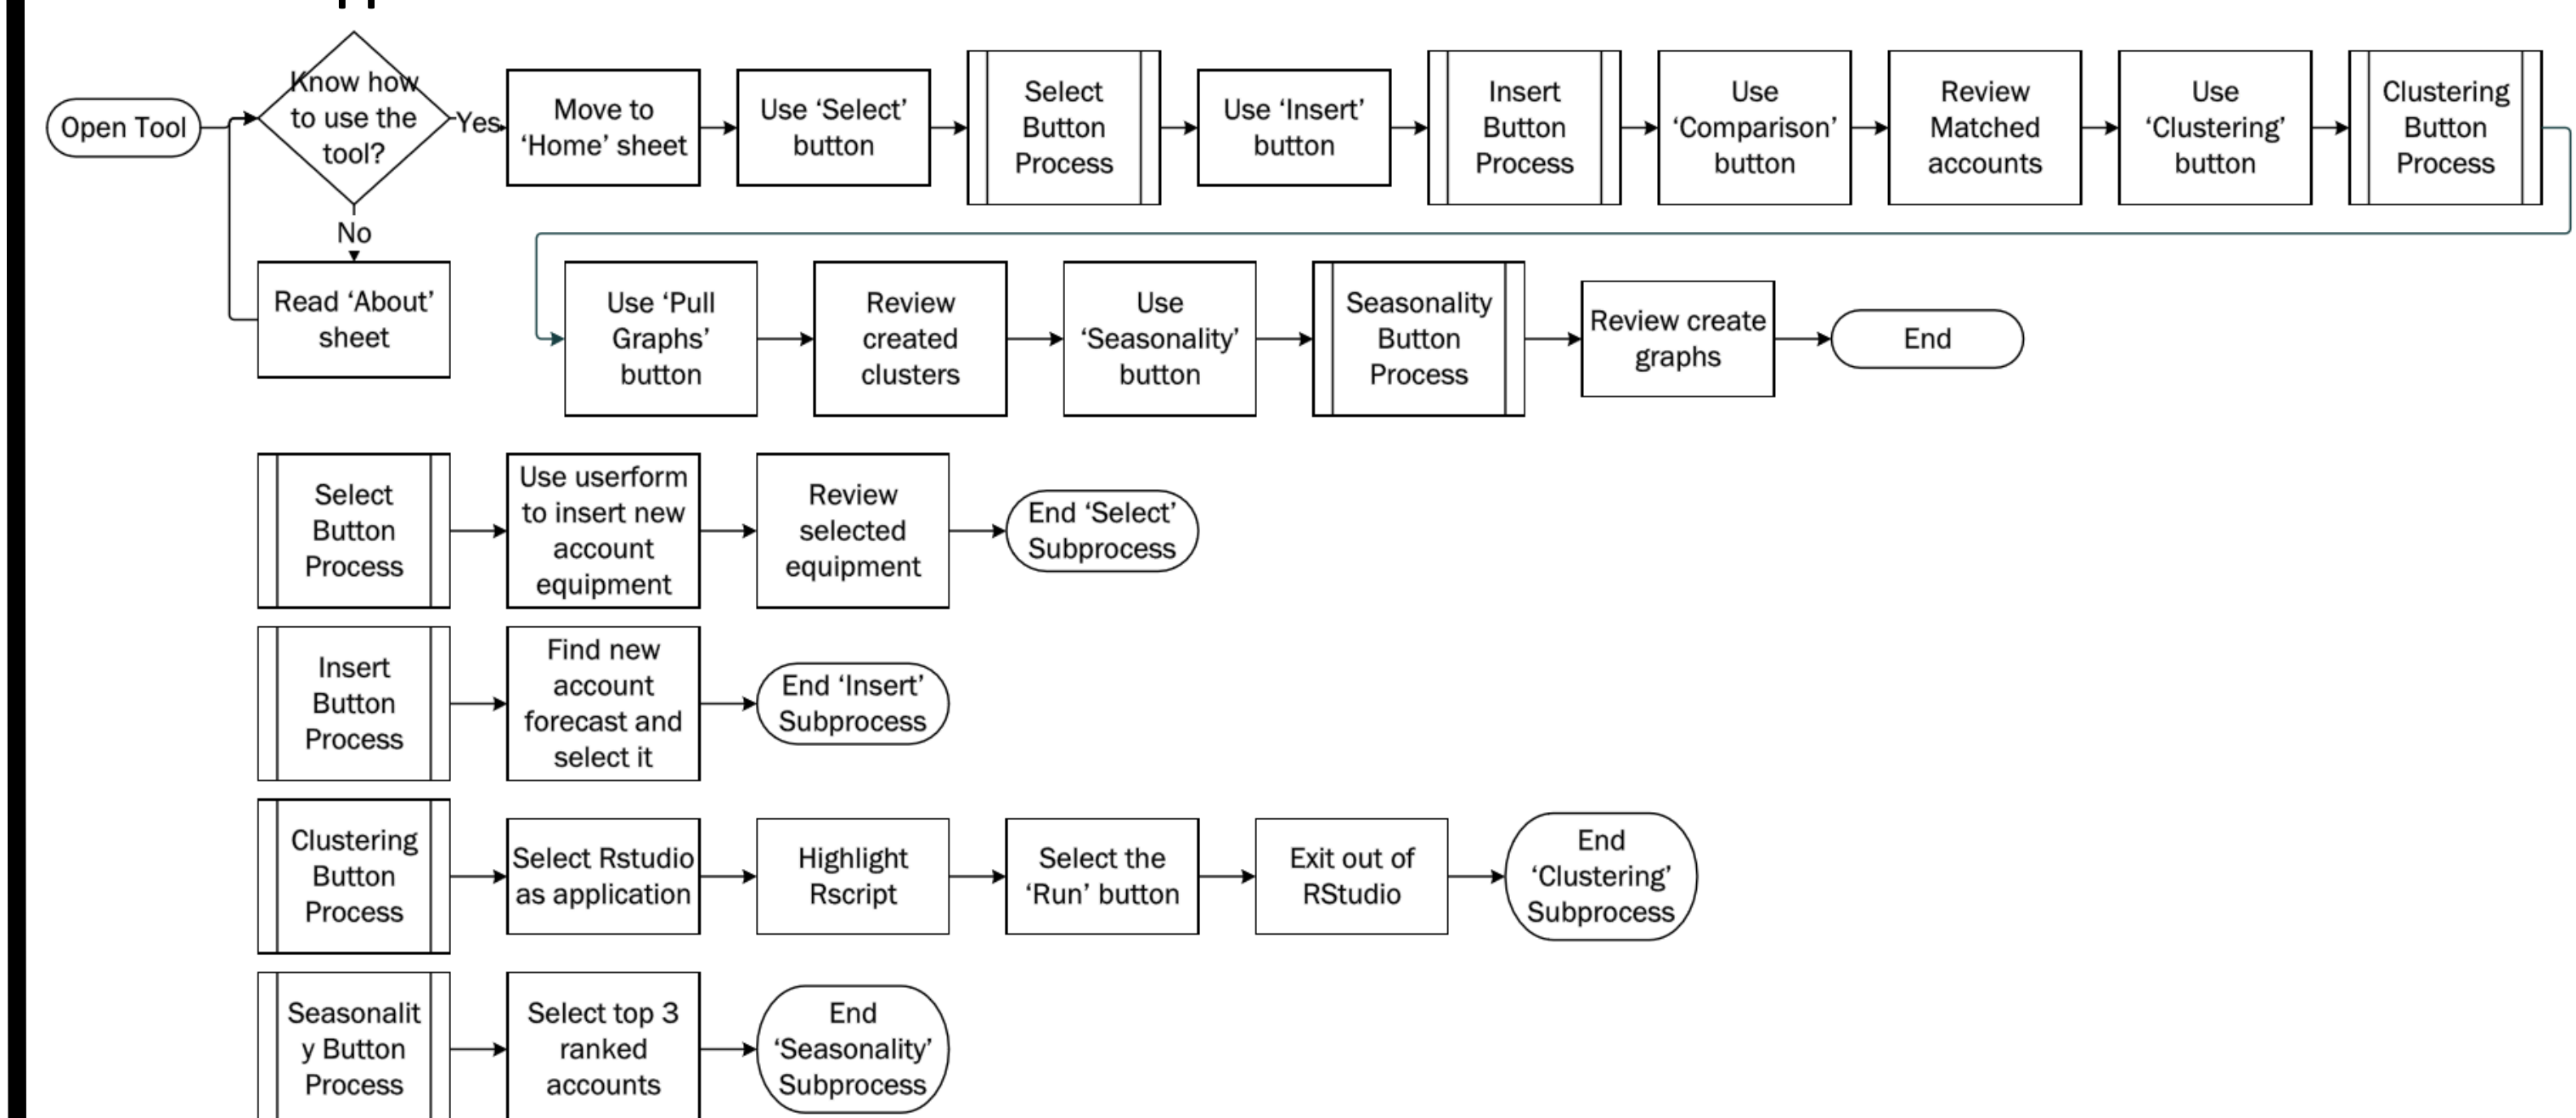 Open Tool
Know how
to use the
tool?
Yes
Move to
‘Home’ sheet
Use ‘Select’
button
Select
Button
Process
Use ‘Insert’
button
Insert
Button
Process
Use
‘Comparison’
button
Review
Matched
accounts
Use
‘Clustering’
button
Clustering
Button
Process
No
Read ‘About’
sheet
Use ‘Pull
Graphs’
button
Review
created
clusters
Use
‘Seasonality’
button
Seasonality
Button
Process
Review create
graphs
End
Select
Button
Process
Use userform
to insert new
account
equipment
Review
selected
equipment
End ‘Select’
Subprocess
Insert
Button
Process
Find new
account
forecast and
select it
End ‘Insert’
Subprocess
Clustering
Button
Process
Select Rstudio
as application
Highlight
Rscript
Select the
‘Run’ button
Exit out of
RStudio
End
‘Clustering’
Subprocess
Seasonalit
y Button
Process
Select top 3
ranked
accounts
End
‘Seasonality’
Subprocess